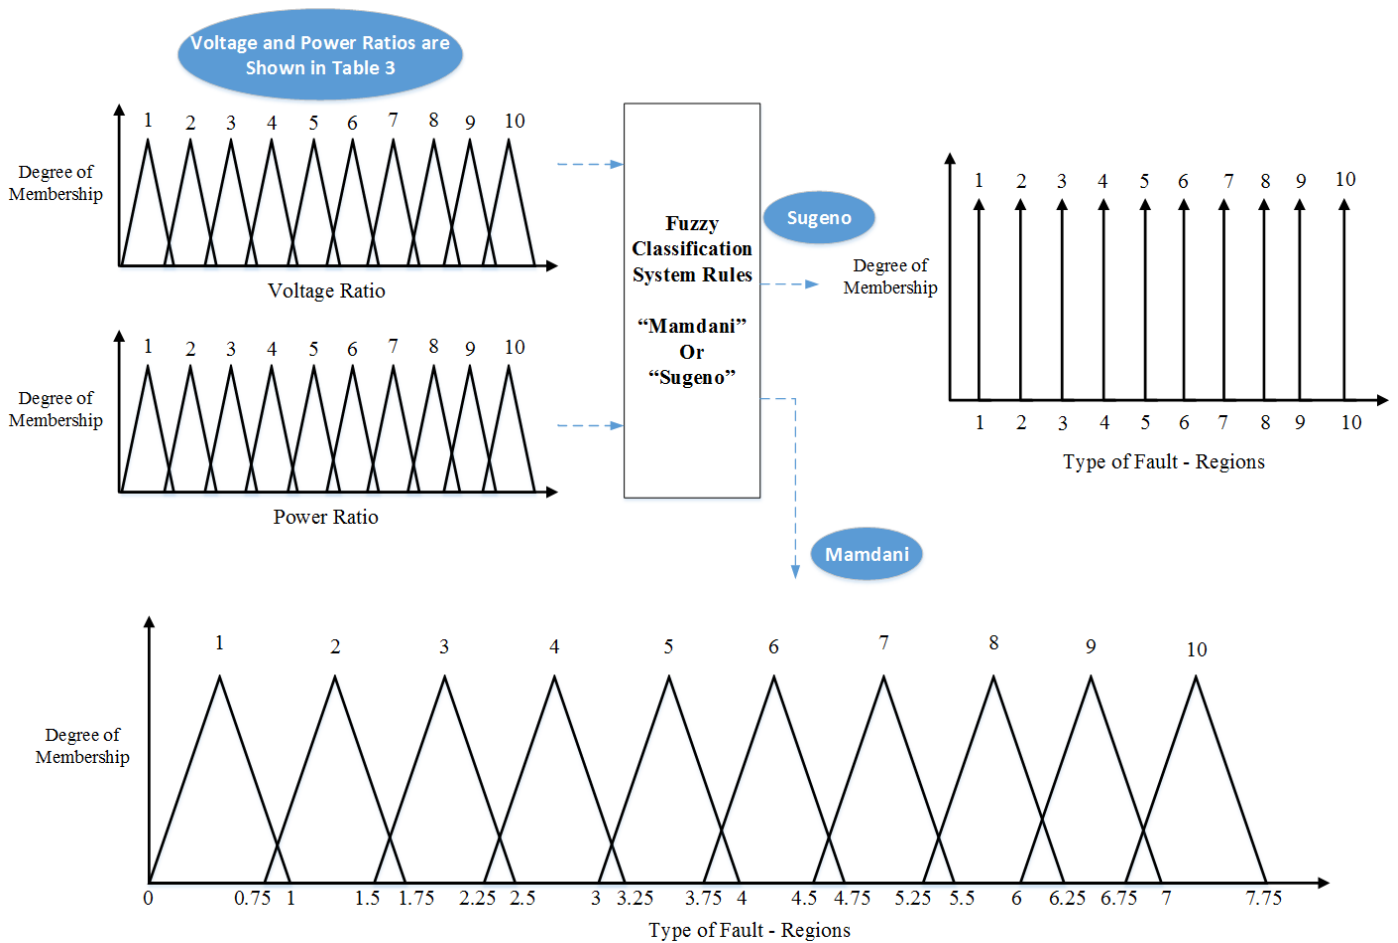 Voltage and Power Ratios are
Shown in Table 3
1 2 3 4 5 6 7 8 9 10
Degree of
Membership
Voltage Ratio
1 2 3 4 5 6 7 8 9 10
Degree of
Membership
Power Ratio
Fuzzy
Classification
System Rules
“Mamdani”
Or
“Sugeno”
Sugeno
1 2 3 4 5 6 7 8 9 10
Degree of
Membership
1 2 3 4 5 6 7 8 9 10
Type of Fault - Regions
Mamdani
1 2 3 4 5 6 7 8 9 10
Degree of
Membership
0 0.75 1 1.5 1.75 2.25 2.5 3 3.25 3.75 4 4.5 4.75 5.25 5.5 6 6.25 6.75 7 7.75
Type of Fault - Regions